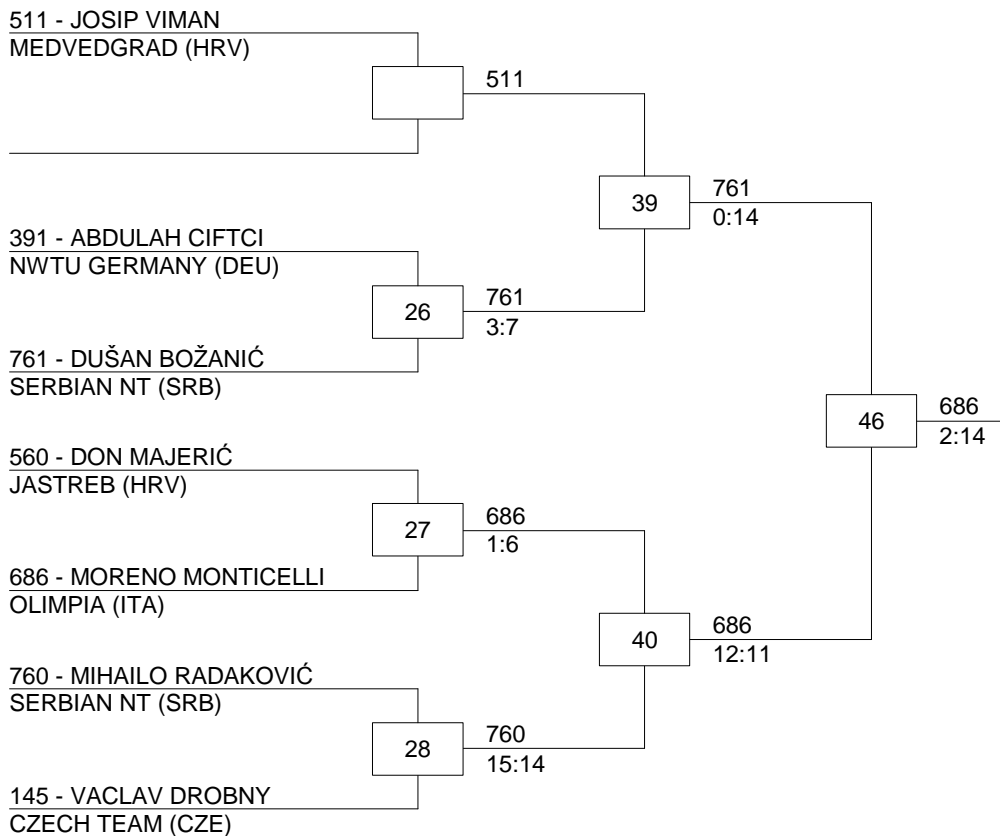 511 - JOSIP VIMAN
MEDVEDGRAD (HRV)
511
39
761
0:14
391 - ABDULAH CIFTCI
NWTU GERMANY (DEU)
26
761
3:7
761 - DUŠAN BOŽANIĆ
SERBIAN NT (SRB)
46
686
2:14
560 - DON MAJERIĆ
JASTREB (HRV)
27
686
1:6
686 - MORENO MONTICELLI
OLIMPIA (ITA)
40
686
12:11
760 - MIHAILO RADAKOVIĆ
SERBIAN NT (SRB)
28
760
15:14
145 - VACLAV DROBNY
CZECH TEAM (CZE)